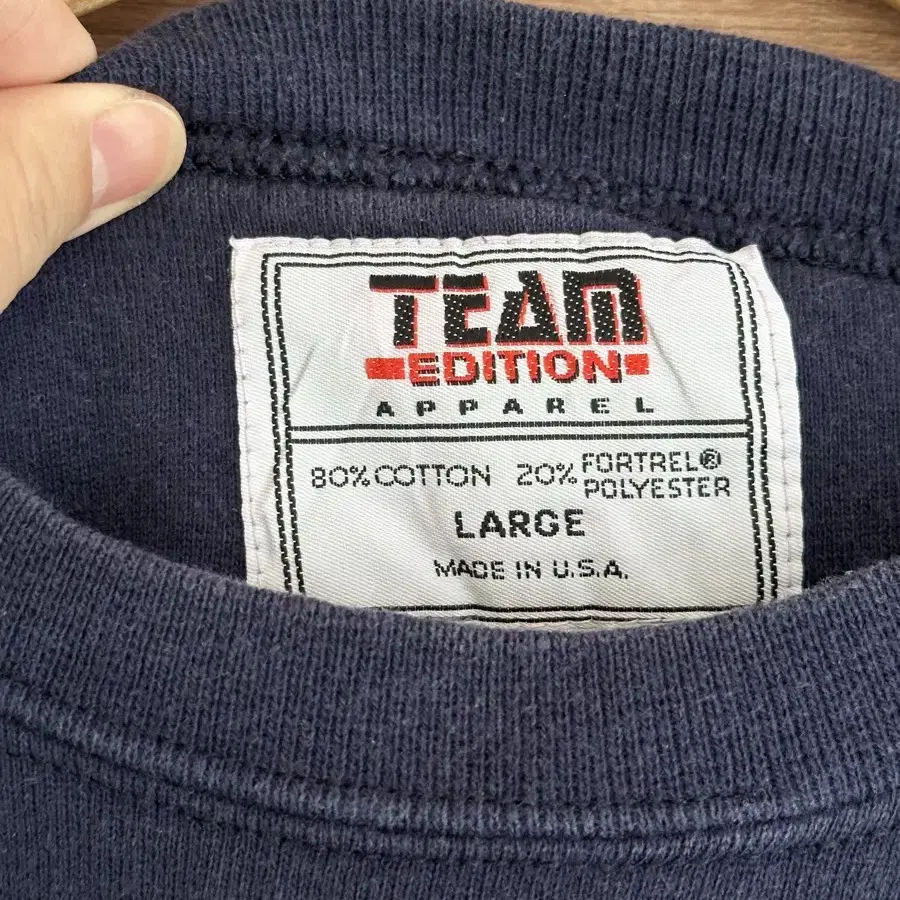 TEAM
EDITION
APPAREL
80% COTTON 20% FORTREL®
POLYESTER
LARGE
MADE IN U.S.A.